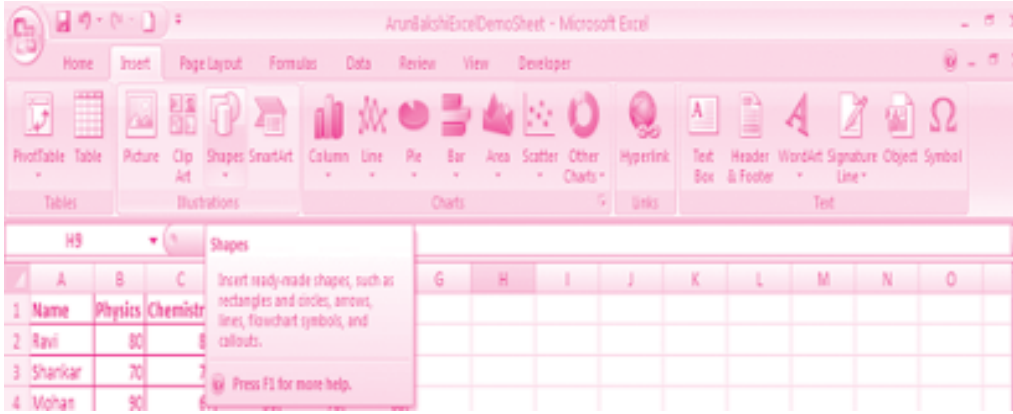 ArunBakshiExcelDemoSheet - Microsoft Excel
Home Insert Page Layout Formulas Data Review View Developer
PivotTable Table Picture Clip Art Shapes SmartArt Column Line Pie Bar Area Scatter Other Charts Hyperlink Text Box Header & Footer WordArt Signature Line Object Symbol
Tables Illustrations Charts Links Text
H9
Shapes
Insert ready-made shapes, such as
rectangles and circles, arrows,
lines, flowchart symbols, and
callouts.
Press F1 for more help.
A B C G H I J K L M N O
1 Name Physics Chemistr
2 Ravi 80 8
3 Shankar 70 7
4 Mohan 90 6